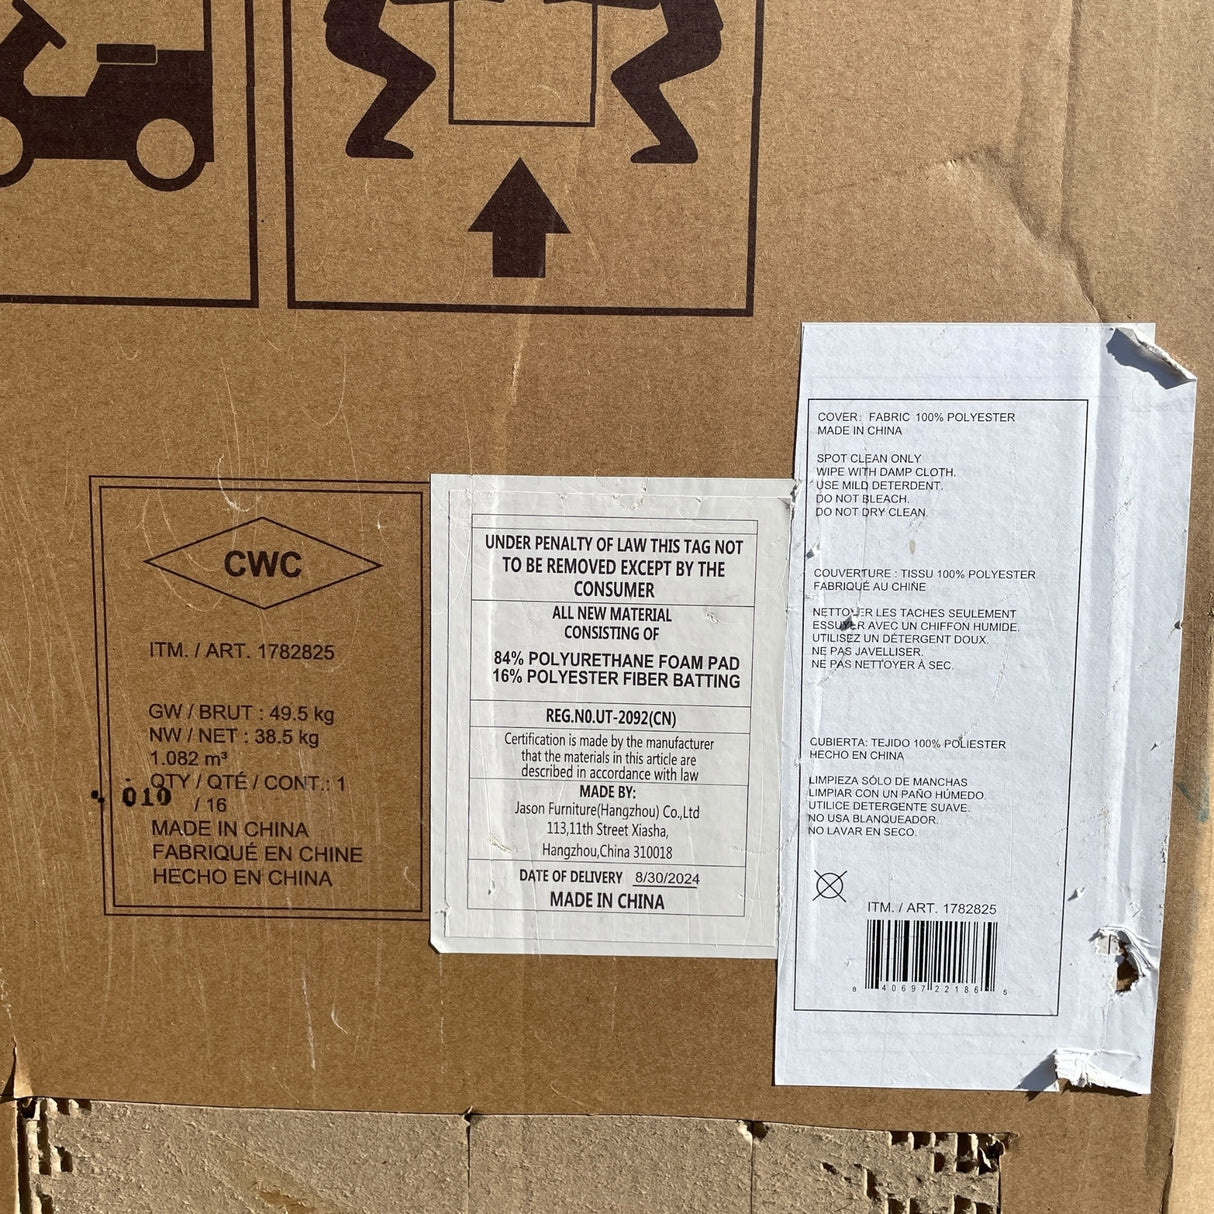 CWC
ITM. / ART. 1782825
GW / BRUT : 49.5 kg
NW / NET : 38.5 kg
1.082 m³
QTY / QTÉ / CONT.: 1
010 / 16
MADE IN CHINA
FABRIQUÉ EN CHINE
HECHO EN CHINA
UNDER PENALTY OF LAW THIS TAG NOT
TO BE REMOVED EXCEPT BY THE
CONSUMER
ALL NEW MATERIAL
CONSISTING OF
84% POLYURETHANE FOAM PAD
16% POLYESTER FIBER BATTING
REG.N0.UT-2092(CN)
Certification is made by the manufacturer
that the materials in this article are
described in accordance with law
MADE BY:
Jason Furniture(Hangzhou) Co.,Ltd
113,11th Street Xiasha,
Hangzhou,China 310018
DATE OF DELIVERY 8/30/2024
MADE IN CHINA
COVER: FABRIC 100% POLYESTER
MADE IN CHINA
SPOT CLEAN ONLY
WIPE WITH DAMP CLOTH.
USE MILD DETERDENT.
DO NOT BLEACH.
DO NOT DRY CLEAN.
COUVERTURE : TISSU 100% POLYESTER
FABRIQUÉ AU CHINE
NETTOYER LES TACHES SEULEMENT
ESSUYER AVEC UN CHIFFON HUMIDE.
UTILISEZ UN DÉTERGENT DOUX.
NE PAS JAVELLISER.
NE PAS NETTOYER À SEC.
CUBIERTA: TEJIDO 100% POLIESTER
HECHO EN CHINA
LIMPIEZA SÓLO DE MANCHAS
LIMPIAR CON UN PAÑO HÚMEDO.
UTILICE DETERGENTE SUAVE.
NO USA BLANQUEADOR.
NO LAVAR EN SECO.
ITM. / ART. 1782825
8 40697 22186 5